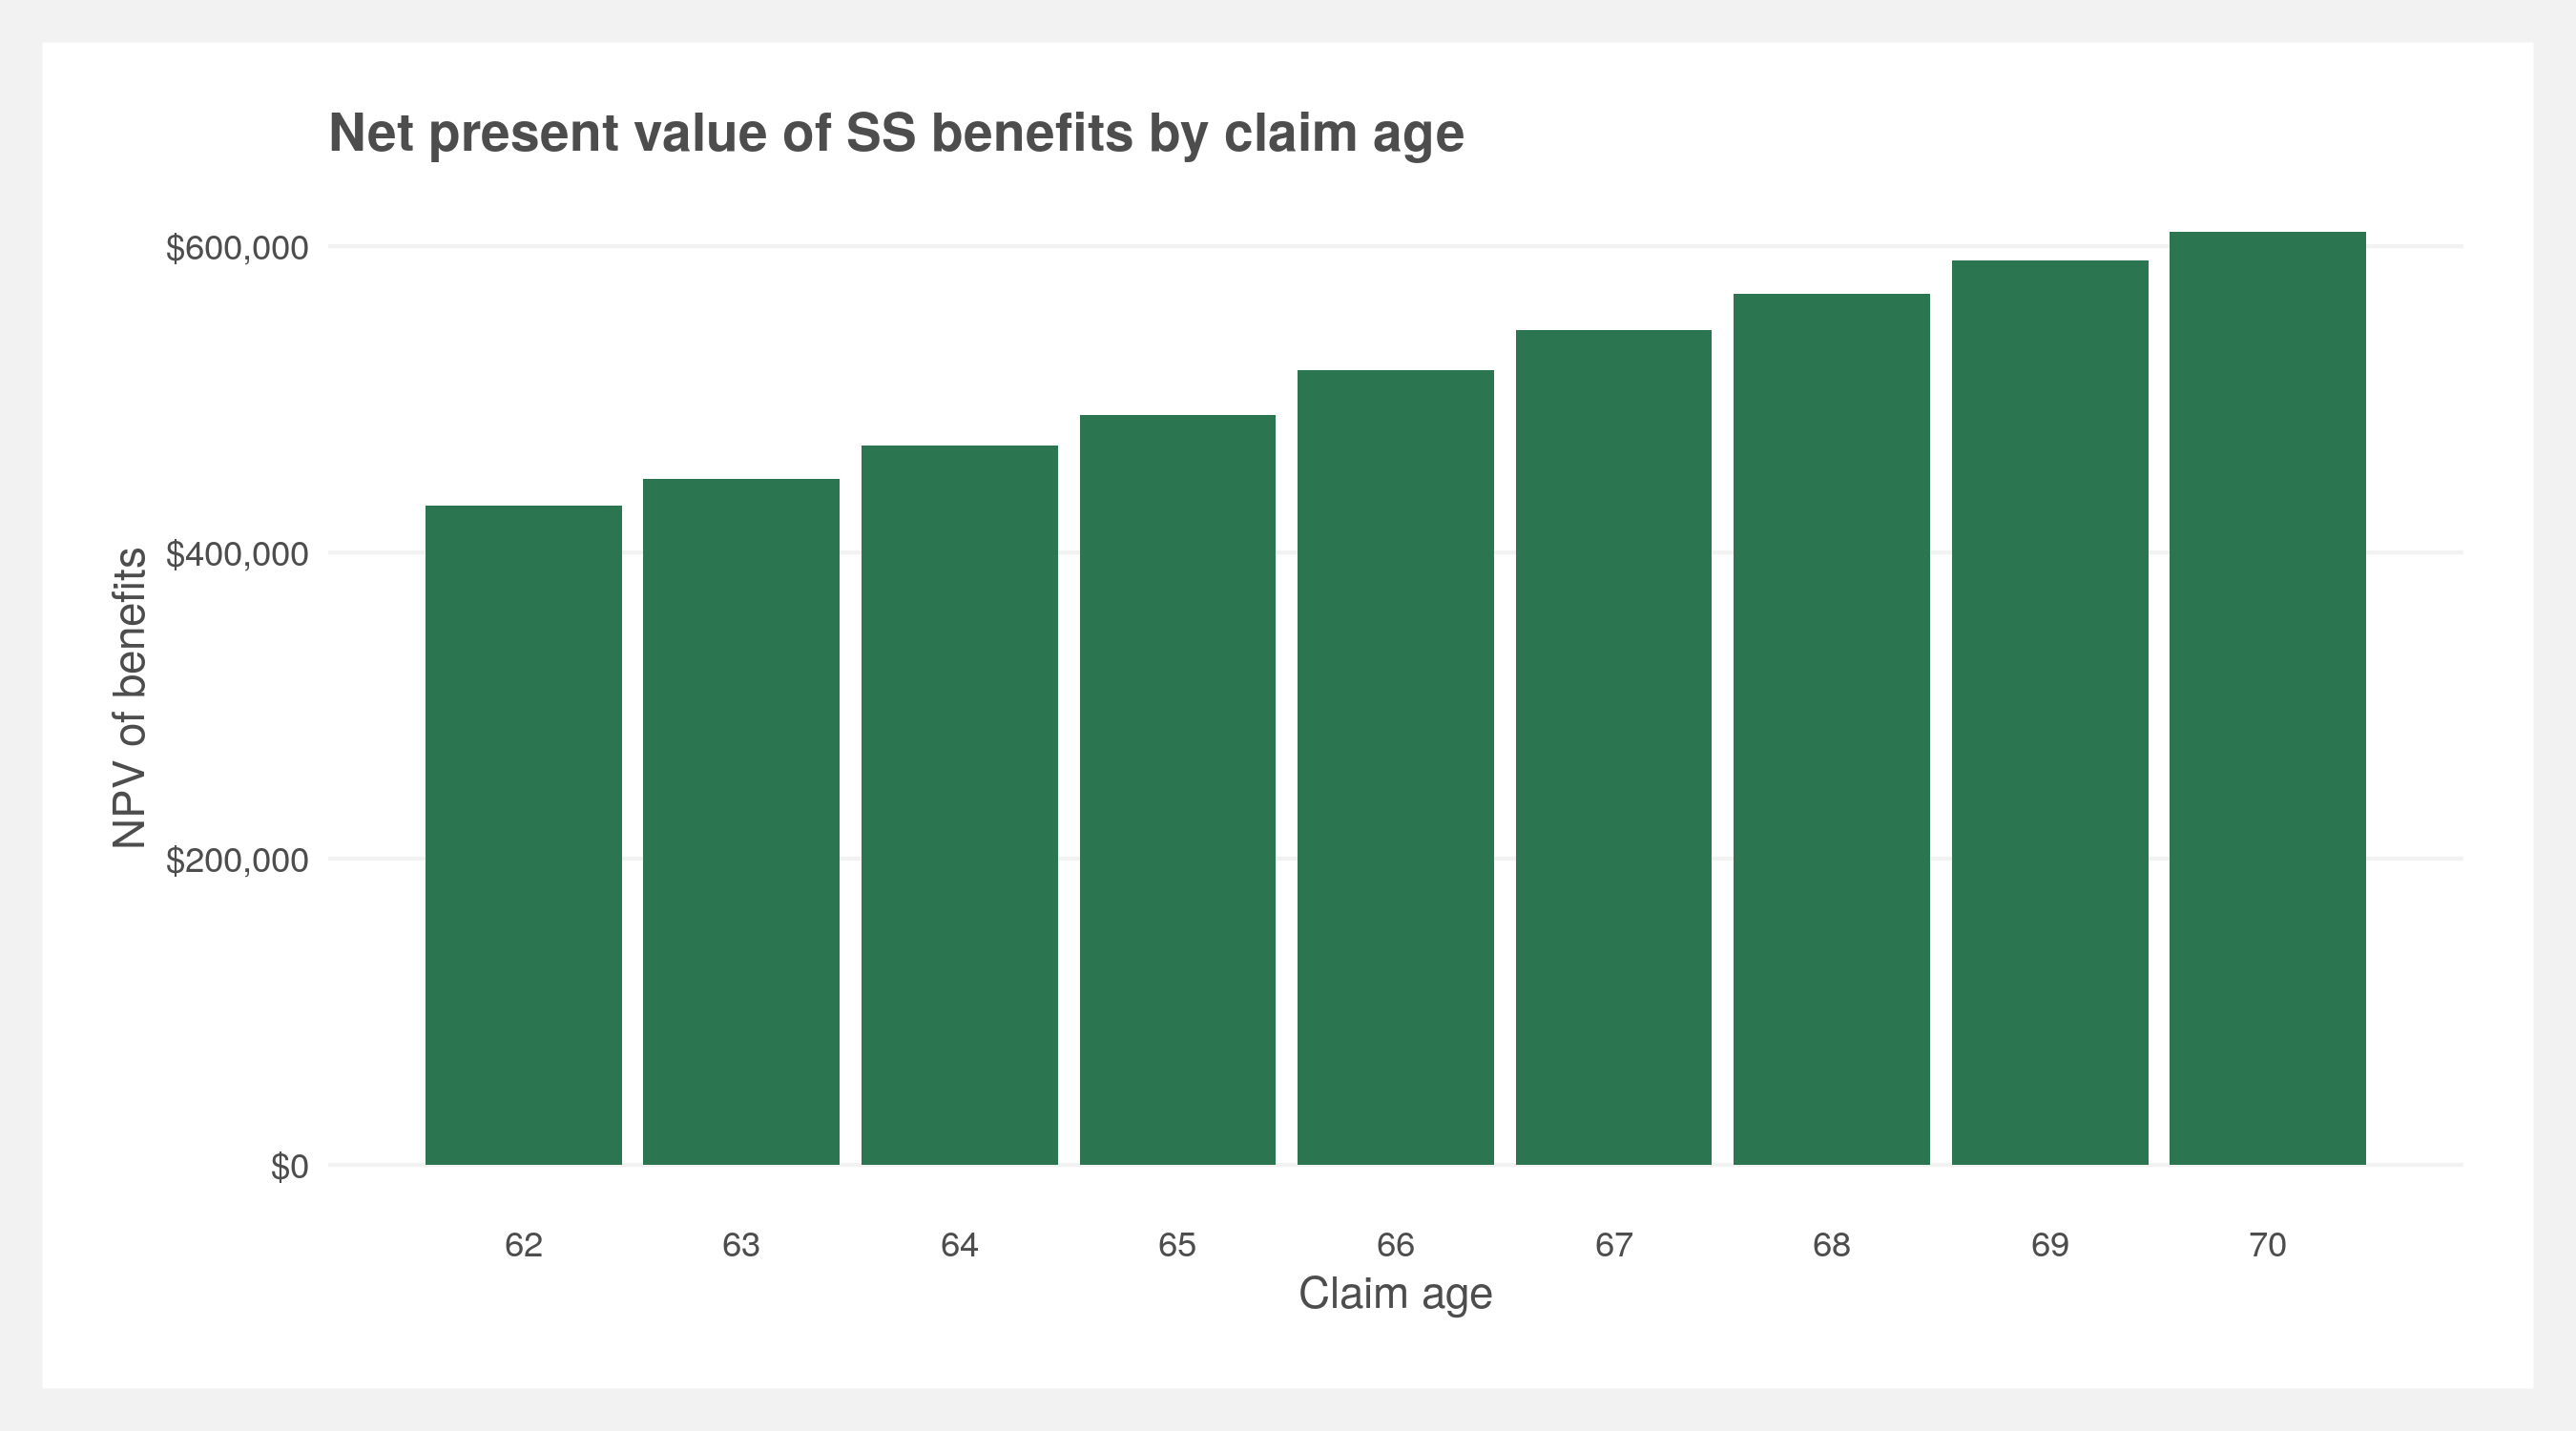 Net present value of SS benefits by claim age
$600,000
$400,000
$200,000
$0
NPV of benefits
62 63 64 65 66 67 68 69 70
Claim age